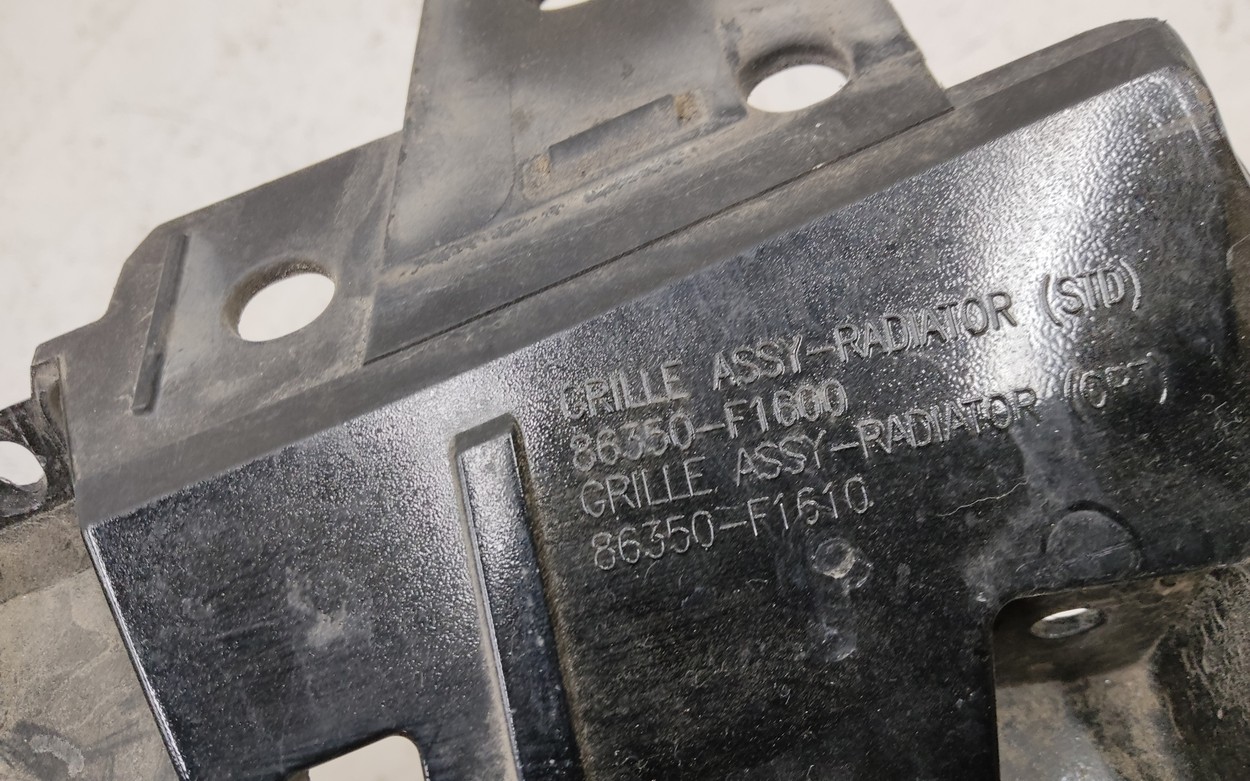 GRILLE ASSY-RADIATOR (STD)
86350-F1600
GRILLE ASSY-RADIATOR (OPT)
86350-F1610